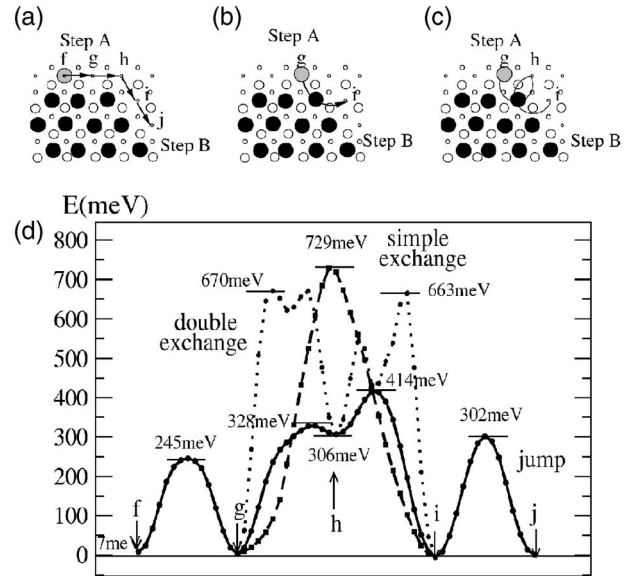 (a)
Step A
f g h
i
j
Step B
(b)
Step A
g
i
Step B
(c)
Step A
g h
i
Step B
E(meV)
(d)
800
700
600
500
400
300
200
100
0
729meV
simple
exchange
670meV
663meV
double
exchange
414meV
328meV
306meV
302meV
245meV
jump
f
g
h
i
j
7me